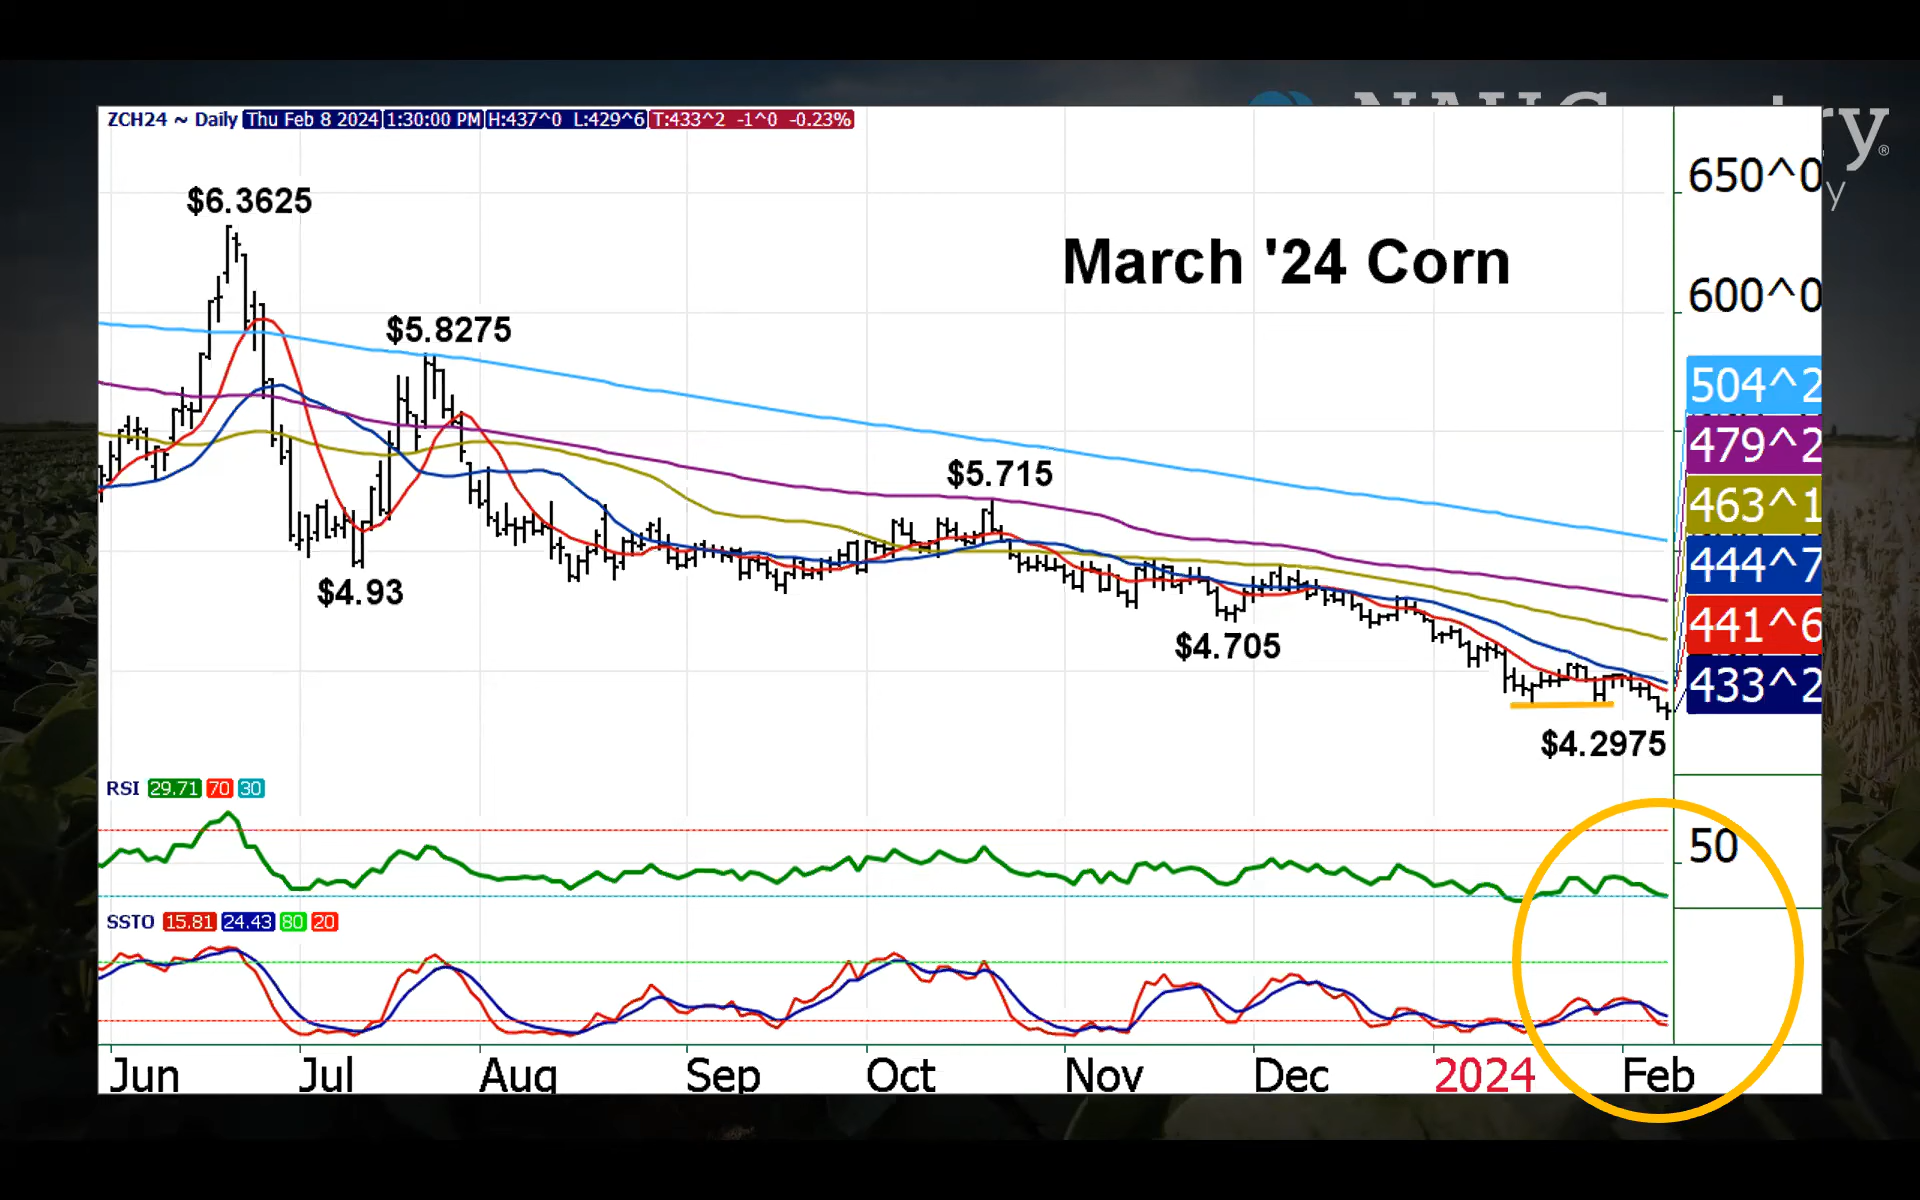 ZCH24 ~ Daily Thu Feb 8 2024 1:30:00 PM H:437^0 L:429^6 T:433^2 -1^0 -0.23%
ry®
y
650^0
$6.3625
March '24 Corn
600^0
$5.8275
504^2
479^2
$5.715
463^1
444^7
$4.93
441^6
$4.705
433^2
$4.2975
RSI 29.71 70 30
50
SSTO 15.81 24.43 80 20
Jun Jul Aug Sep Oct Nov Dec 2024 Feb